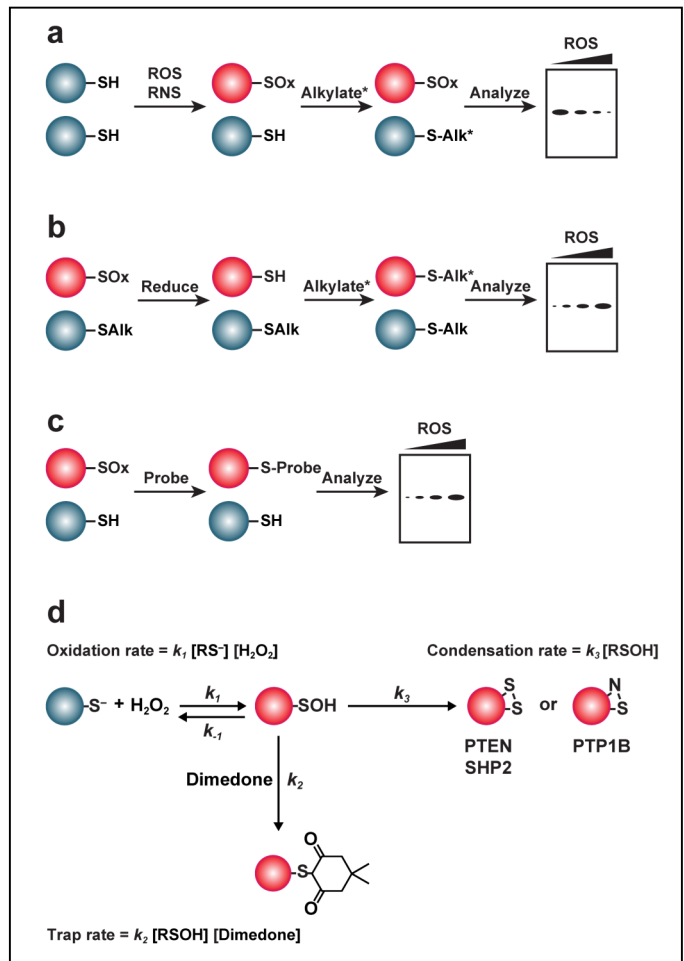 a
ROS
SH ROS RNS SOx Alkylate* SOx Analyze
SH SH S-Alk*
b
ROS
SOx Reduce SH Alkylate* S-Alk* Analyze
SAlk SAlk S-Alk
c
ROS
SOx Probe S-Probe Analyze
SH SH
d
Oxidation rate = k1 [RS–] [H2O2] Condensation rate = k3 [RSOH]
S– + H2O2 k1 k-1 SOH k3 S S or N S
PTEN PTP1B
SHP2
Dimedone k2
O
S
O
Trap rate = k2 [RSOH] [Dimedone]